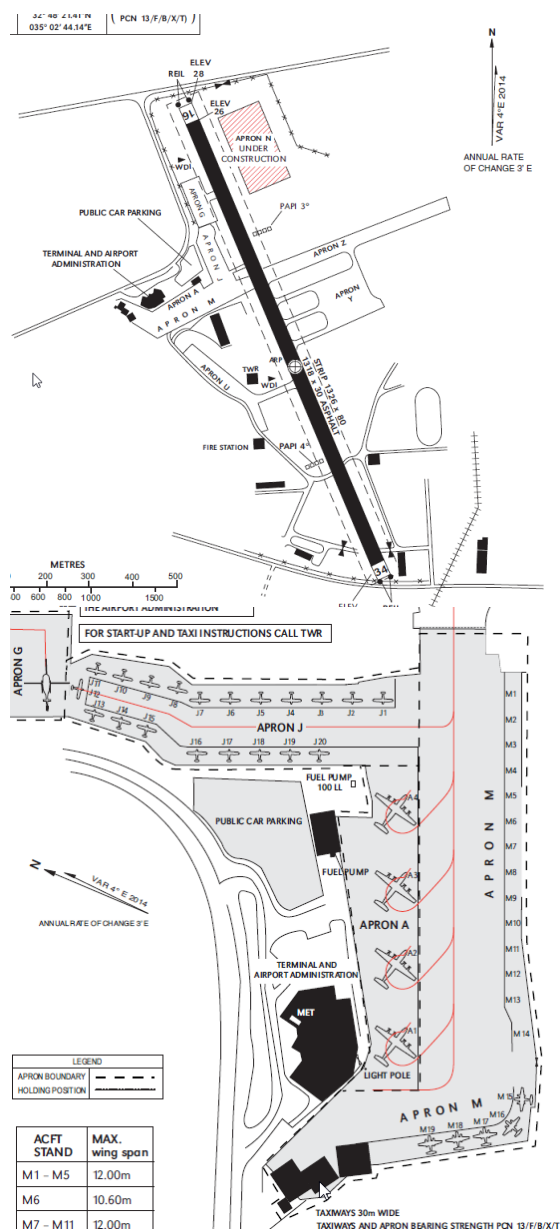 32° 48' 21.41"N
035° 02' 44.14"E
PCN 13/F/B/X/T)
N
VAR 4°E 2014
ANNUAL RATE
OF CHANGE 3' E
REIL
ELEV
28
ELEV
26
16
APRON N
UNDER
CONSTRUCTION
WDI
APRON G
PUBLIC CAR PARKING
PAPI 3°
APRON J
TERMINAL AND AIRPORT
ADMINISTRATION
APRON Z
APRON A
APRON M
APRON
Y
APRON U
TWR
WDI
ARP
STRIP 1326 x 80
1318 x 30 ASPHALT
FIRE STATION
PAPI 4°
34
METRES
200 300 400 500
00 600 800 1000 1500
ELEV
REIL
THE AIRPORT ADMINISTRATION
FOR START-UP AND TAXI INSTRUCTIONS CALL TWR
APRON G
J11
J10
J9
J8
J12
J13
J14
J15
J7 J6 J5 J4 J3 J2 J1
APRON J
J16 J17 J18 J19 J20
FUEL PUMP
100 LL
PUBLIC CAR PARKING
FUEL PUMP
A4
A3
A2
A1
APRON A
APRON M
M1
M2
M3
M4
M5
M6
M7
M8
M9
M10
M11
M12
M13
M14
N
VAR 4° E 2014
ANNUAL RATE OF CHANGE 3' E
TERMINAL AND
AIRPORT ADMINISTRATION
MET
LIGHT POLE
LEGEND
APRON BOUNDARY
HOLDING POSITION
APRON M
M15
M16
M17
M18
M19
ACFT STAND MAX. wing span
M1 - M5 12.00m
M6 10.60m
M7 - M11 12.00m
TAXIWAYS 30m WIDE
TAXIWAYS AND APRON BEARING STRENGTH PCN 13/F/B/X/T